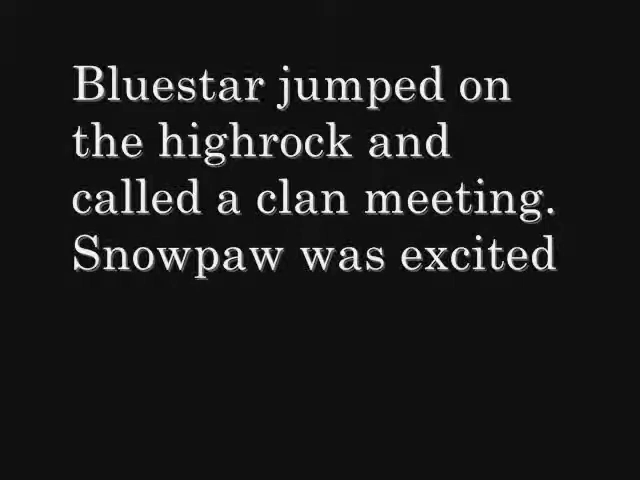 Bluestar jumped on
the highrock and
called a clan meeting.
Snowpaw was excited